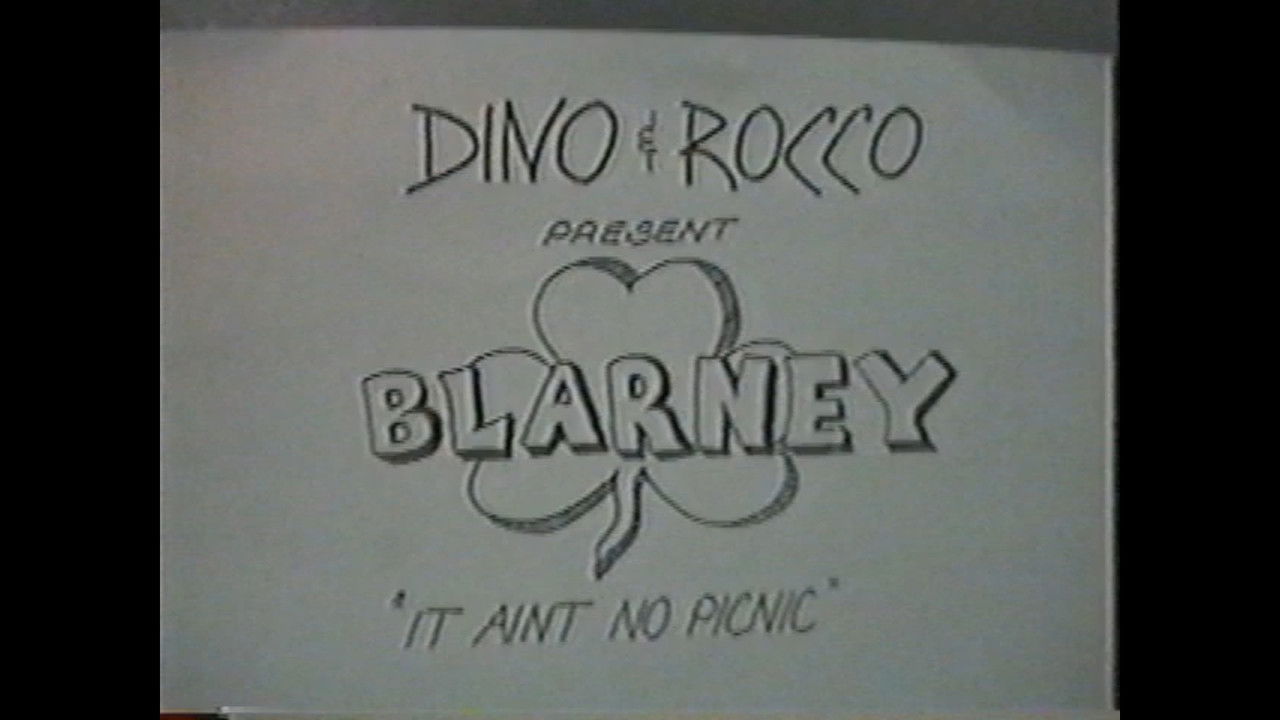 DINO & ROCCO
PRESENT
BLARNEY
"IT AINT NO PICNIC"